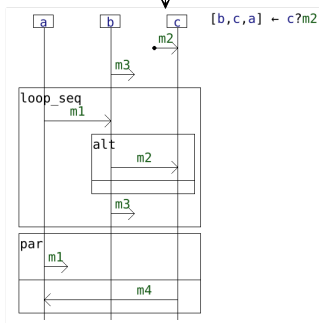 a b c [b,c,a] ← c?m2
m2
m3
loop_seq
m1
alt
m2
m3
par
m1
m4